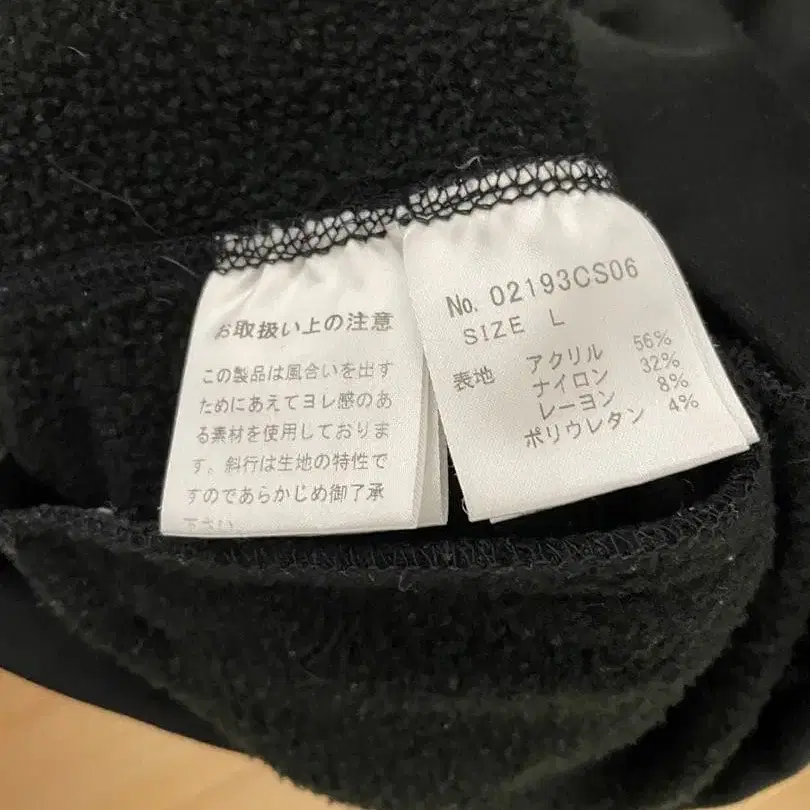 お取扱い上の注意
この製品は風合いを出す
ためにあえてヨレ感のあ
る素材を使用しておりま
す。斜行は生地の特性で
すのであらかじめ御了承
下さい。
No. 02193CS06
SIZE L
表地 アクリル 56%
ナイロン 32%
レーヨン 8%
ポリウレタン 4%